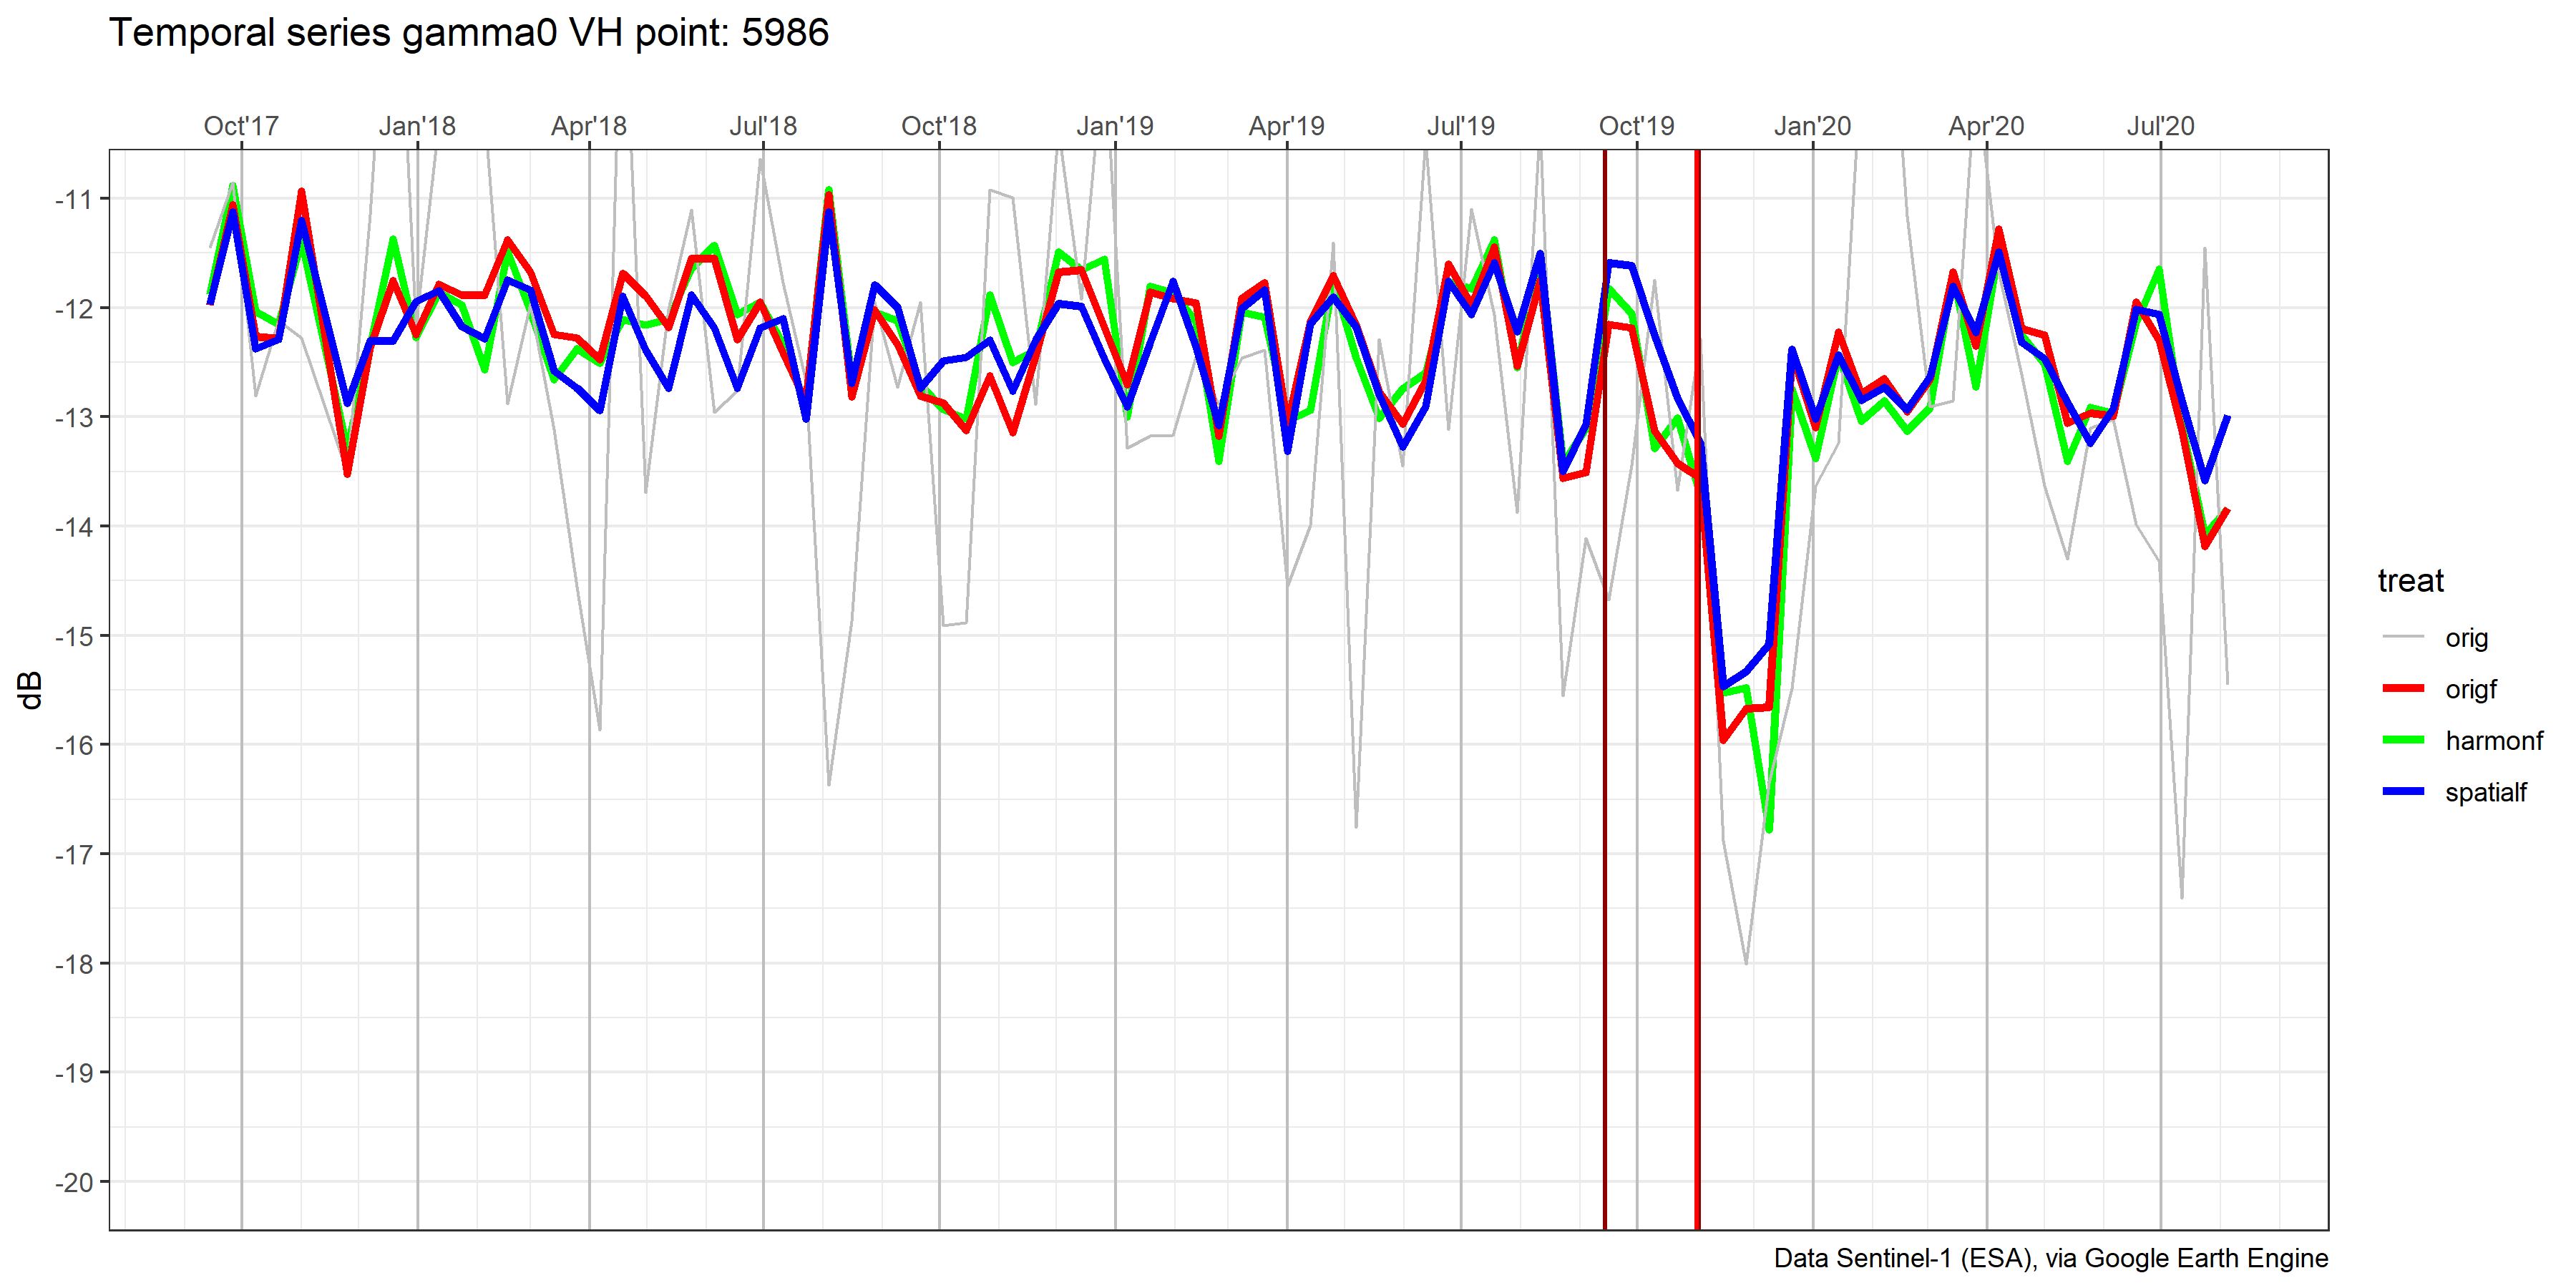 Temporal series gamma0 VH point: 5986
Oct'17 Jan'18 Apr'18 Jul'18 Oct'18 Jan'19 Apr'19 Jul'19 Oct'19 Jan'20 Apr'20 Jul'20
-11
-12
-13
-14
-15
-16
-17
-18
-19
-20
dB
treat
orig
origf
harmonf
spatialf
Data Sentinel-1 (ESA), via Google Earth Engine